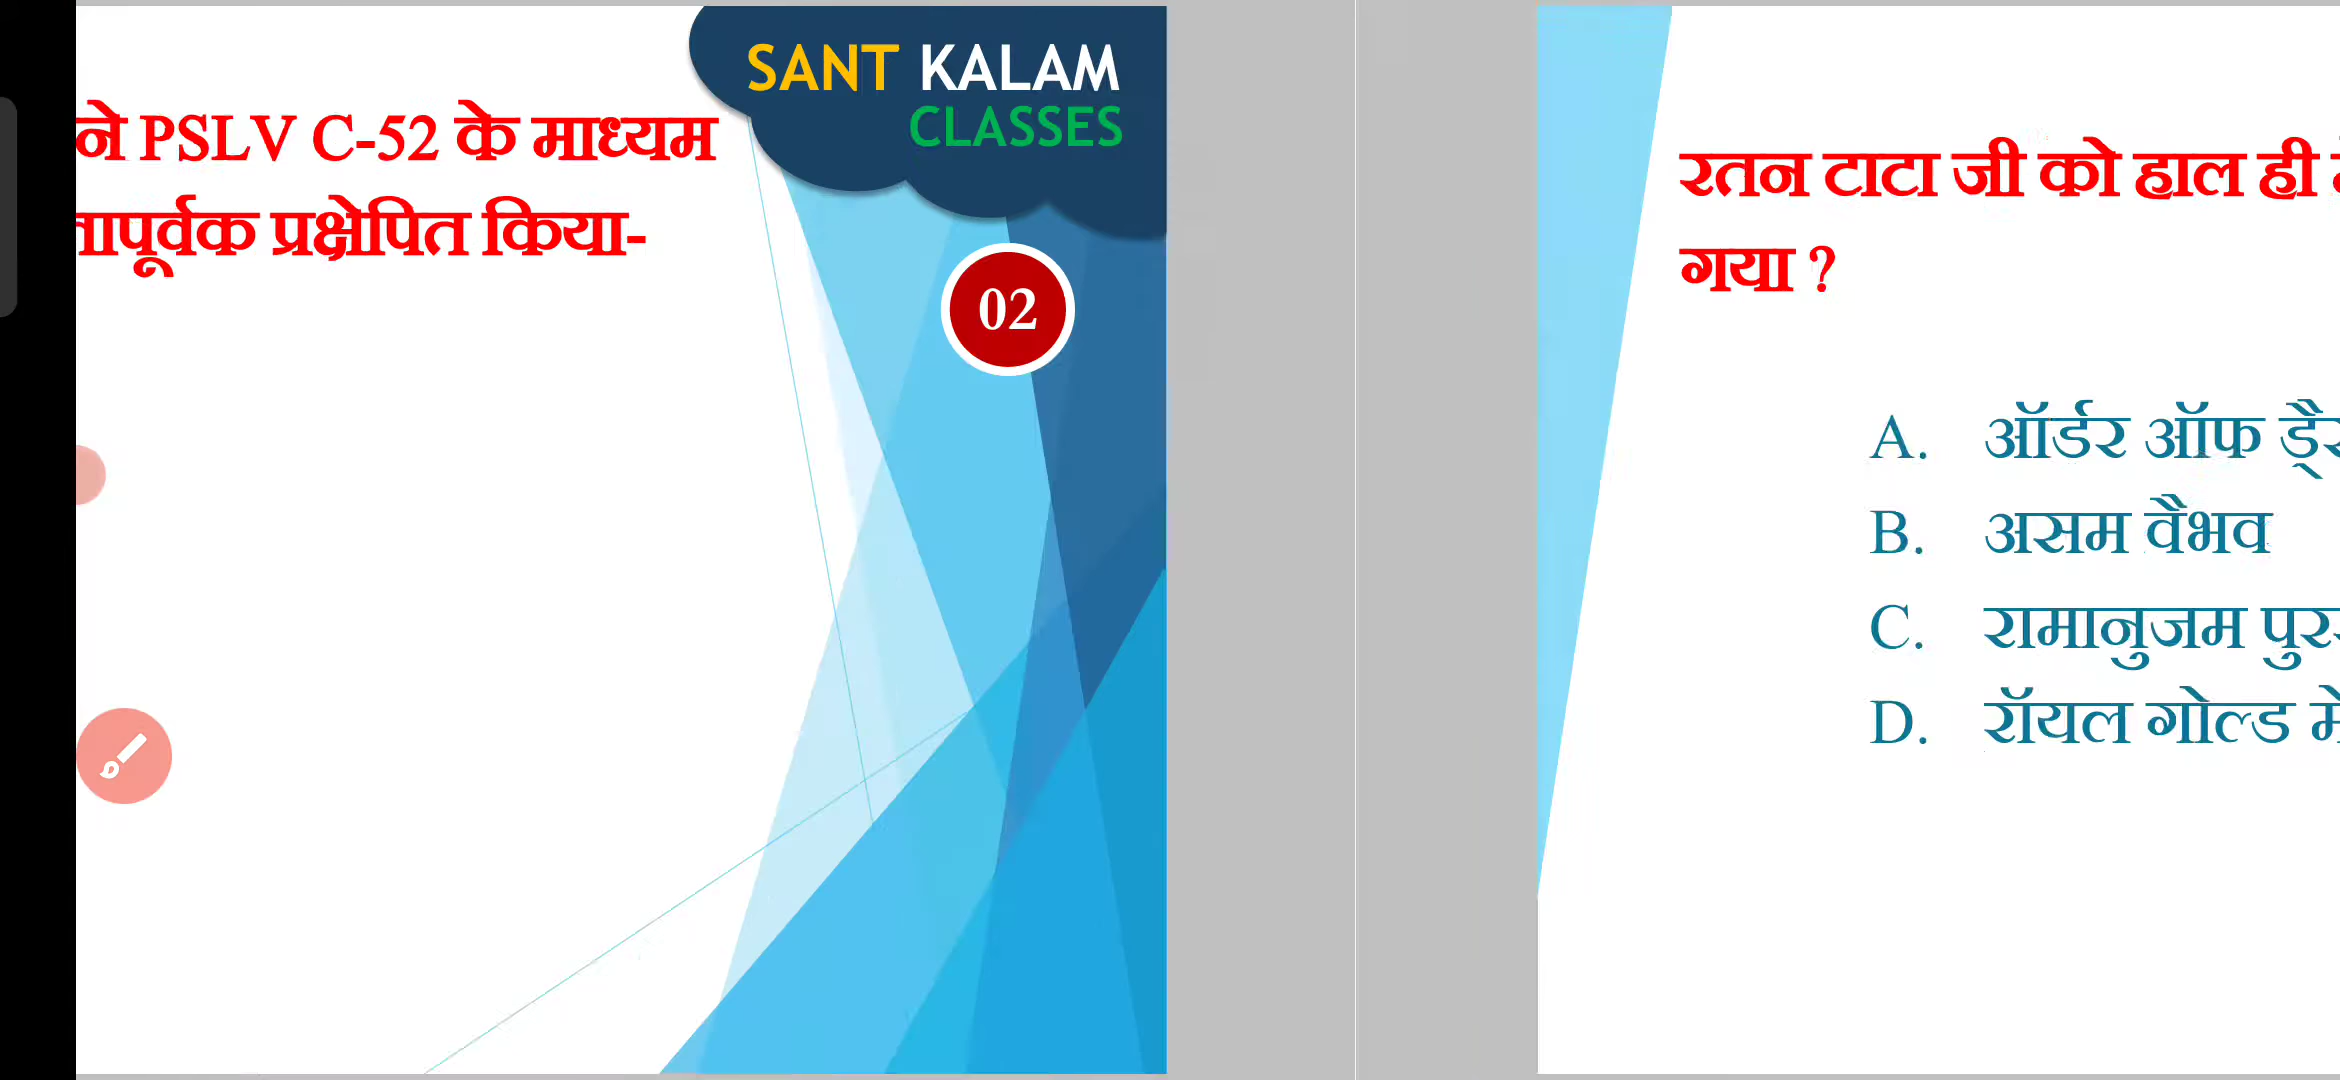 SANT KALAM
CLASSES
ने PSLV C-52 के माध्यम
तापूर्वक प्रक्षेपित किया-
02
रतन टाटा जी को हाल ही
गया ?
A. ऑर्डर ऑफ
B. असम वैभव
C. रामानुजम
D. रॉयल गोल्ड